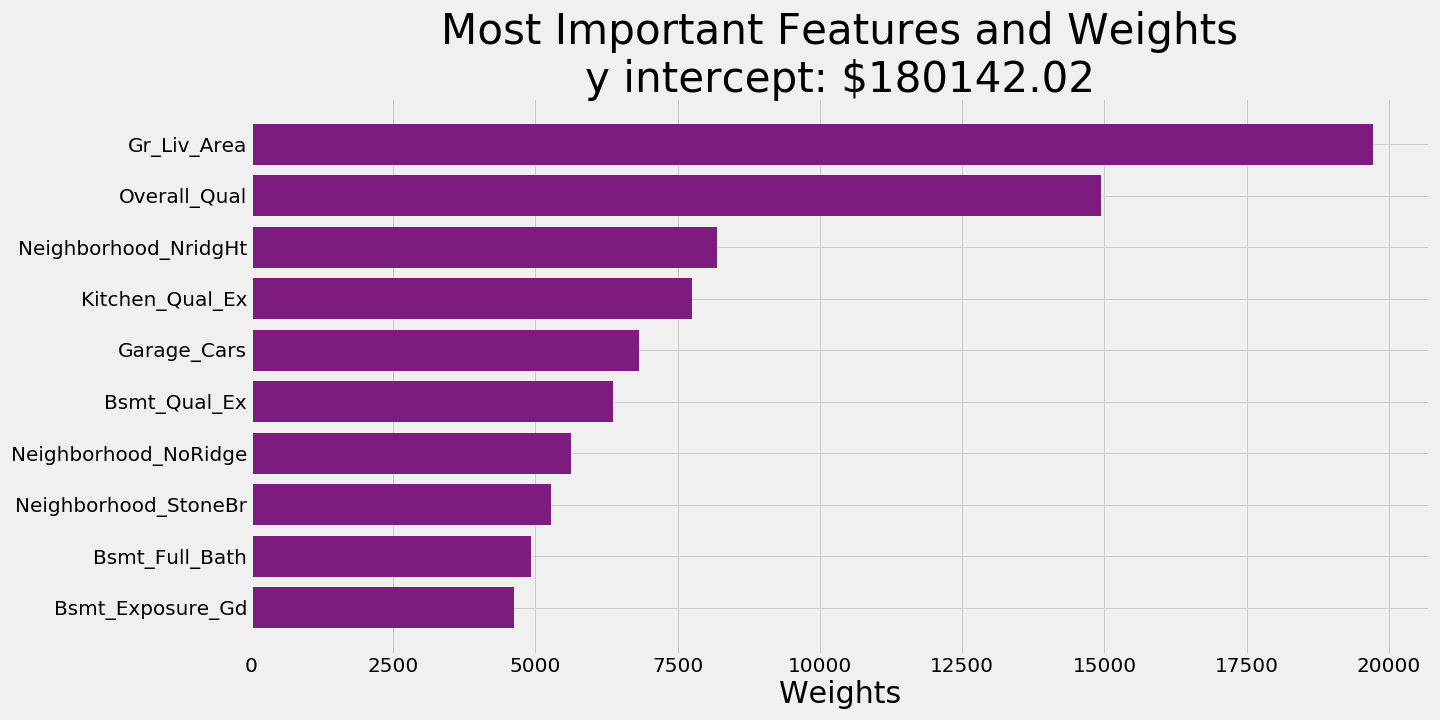 Most Important Features and Weights
y intercept: $180142.02
Gr_Liv_Area
Overall_Qual
Neighborhood_NridgHt
Kitchen_Qual_Ex
Garage_Cars
Bsmt_Qual_Ex
Neighborhood_NoRidge
Neighborhood_StoneBr
Bsmt_Full_Bath
Bsmt_Exposure_Gd
0 2500 5000 7500 10000 12500 15000 17500 20000
Weights